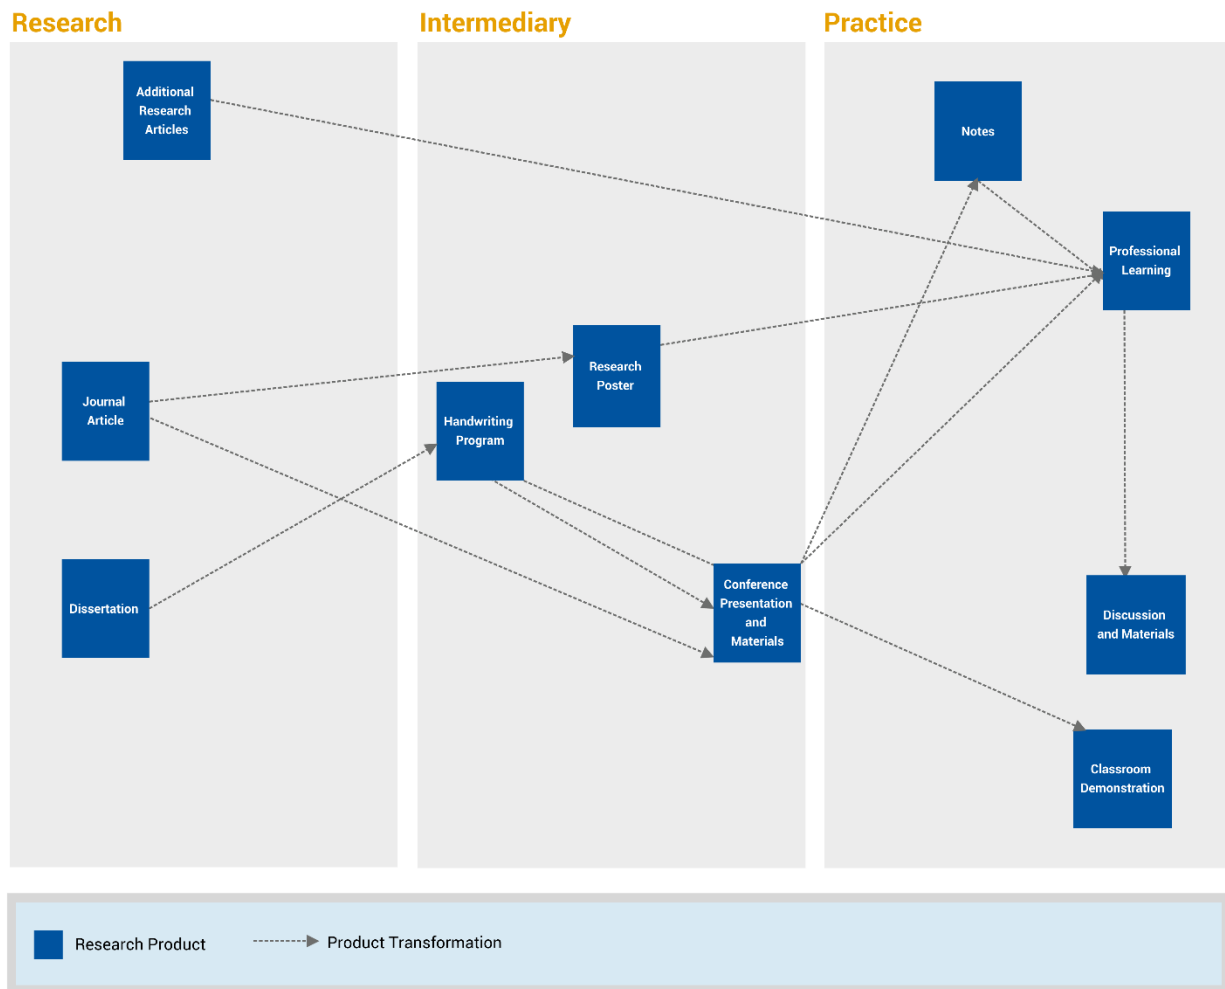 Research
Intermediary
Practice
Additional
Research
Articles
Notes
Professional
Learning
Research
Poster
Journal
Article
Handwriting
Program
Dissertation
Conference
Presentation
and
Materials
Discussion
and Materials
Classroom
Demonstration
Research Product
Product Transformation